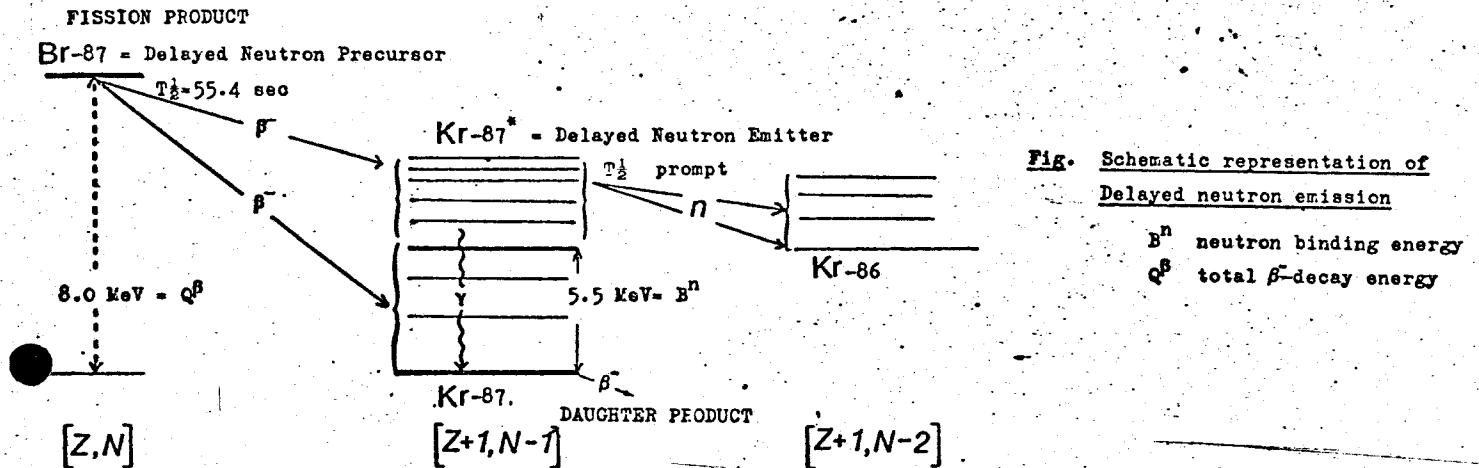 FISSION PRODUCT
Br-87 = Delayed Neutron Precursor
T½=55.4 sec
β⁻
Kr-87* = Delayed Neutron Emitter
T½ prompt
β⁻
n
Kr-86
8.0 MeV = Qᵝ
γ
5.5 MeV= Bⁿ
Kr-87.
β⁻
DAUGHTER PRODUCT
[Z,N]
[Z+1,N-1]
[Z+1,N-2]
Fig. Schematic representation of
Delayed neutron emission
Bⁿ neutron binding energy
Qᵝ total β⁻-decay energy